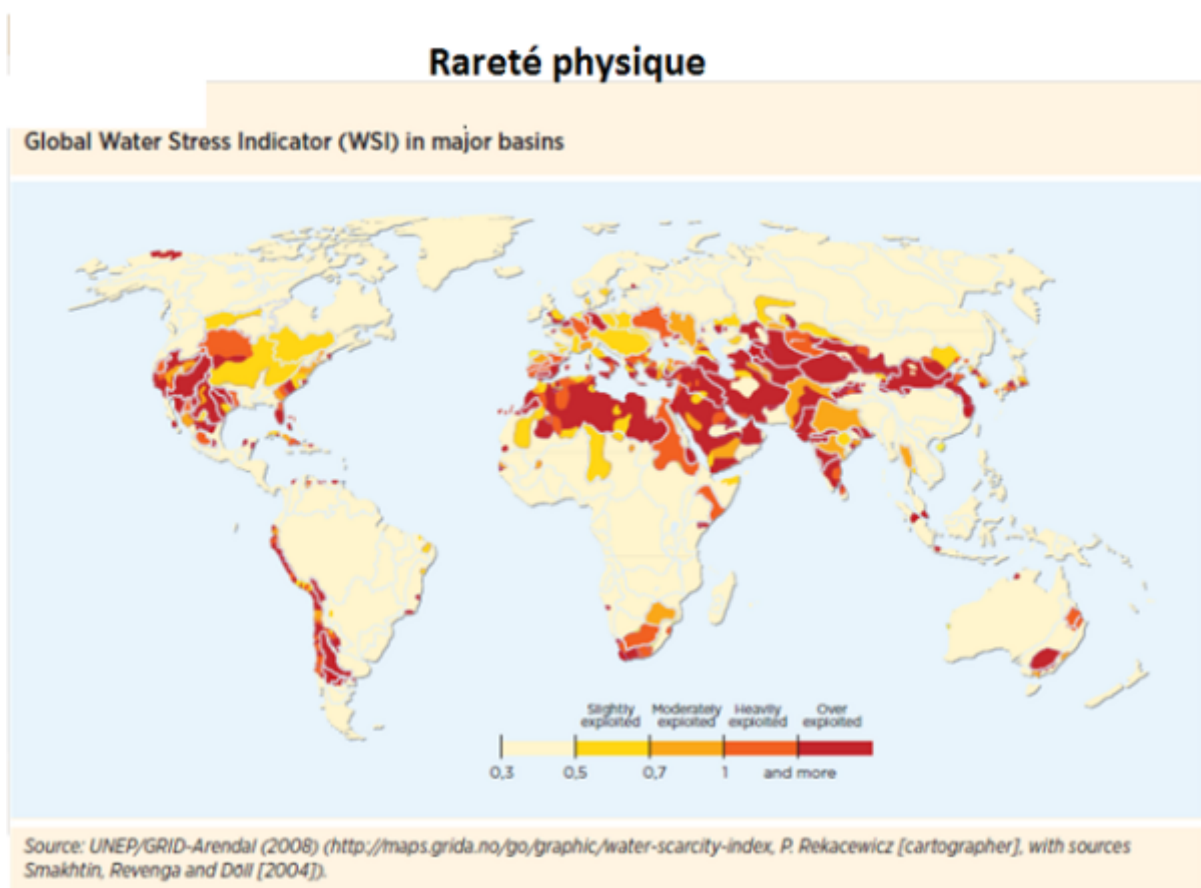 Rareté physique
Global Water Stress Indicator (WSI) in major basins
Slightly exploited
Moderately exploited
Heavily exploited
Over exploited
0,3 0,5 0,7 1 and more
Source: UNEP/GRID-Arendal (2008) (http://maps.grida.no/go/graphic/water-scarcity-index, P. Rekacewicz [cartographer], with sources
Smakhtin, Revenga and Döll [2004]).